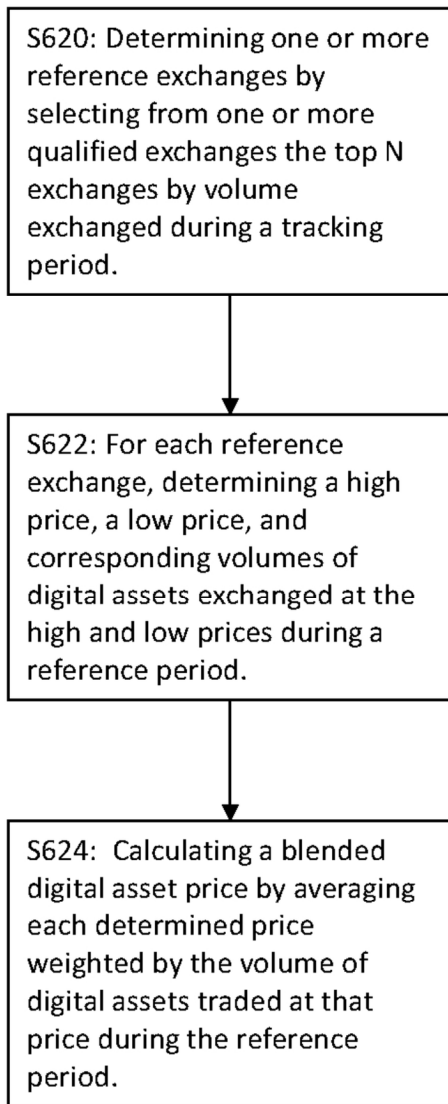 S620: Determining one or more
reference exchanges by
selecting from one or more
qualified exchanges the top N
exchanges by volume
exchanged during a tracking
period.
S622: For each reference
exchange, determining a high
price, a low price, and
corresponding volumes of
digital assets exchanged at the
high and low prices during a
reference period.
S624:  Calculating a blended
digital asset price by averaging
each determined price
weighted by the volume of
digital assets traded at that
price during the reference
period.